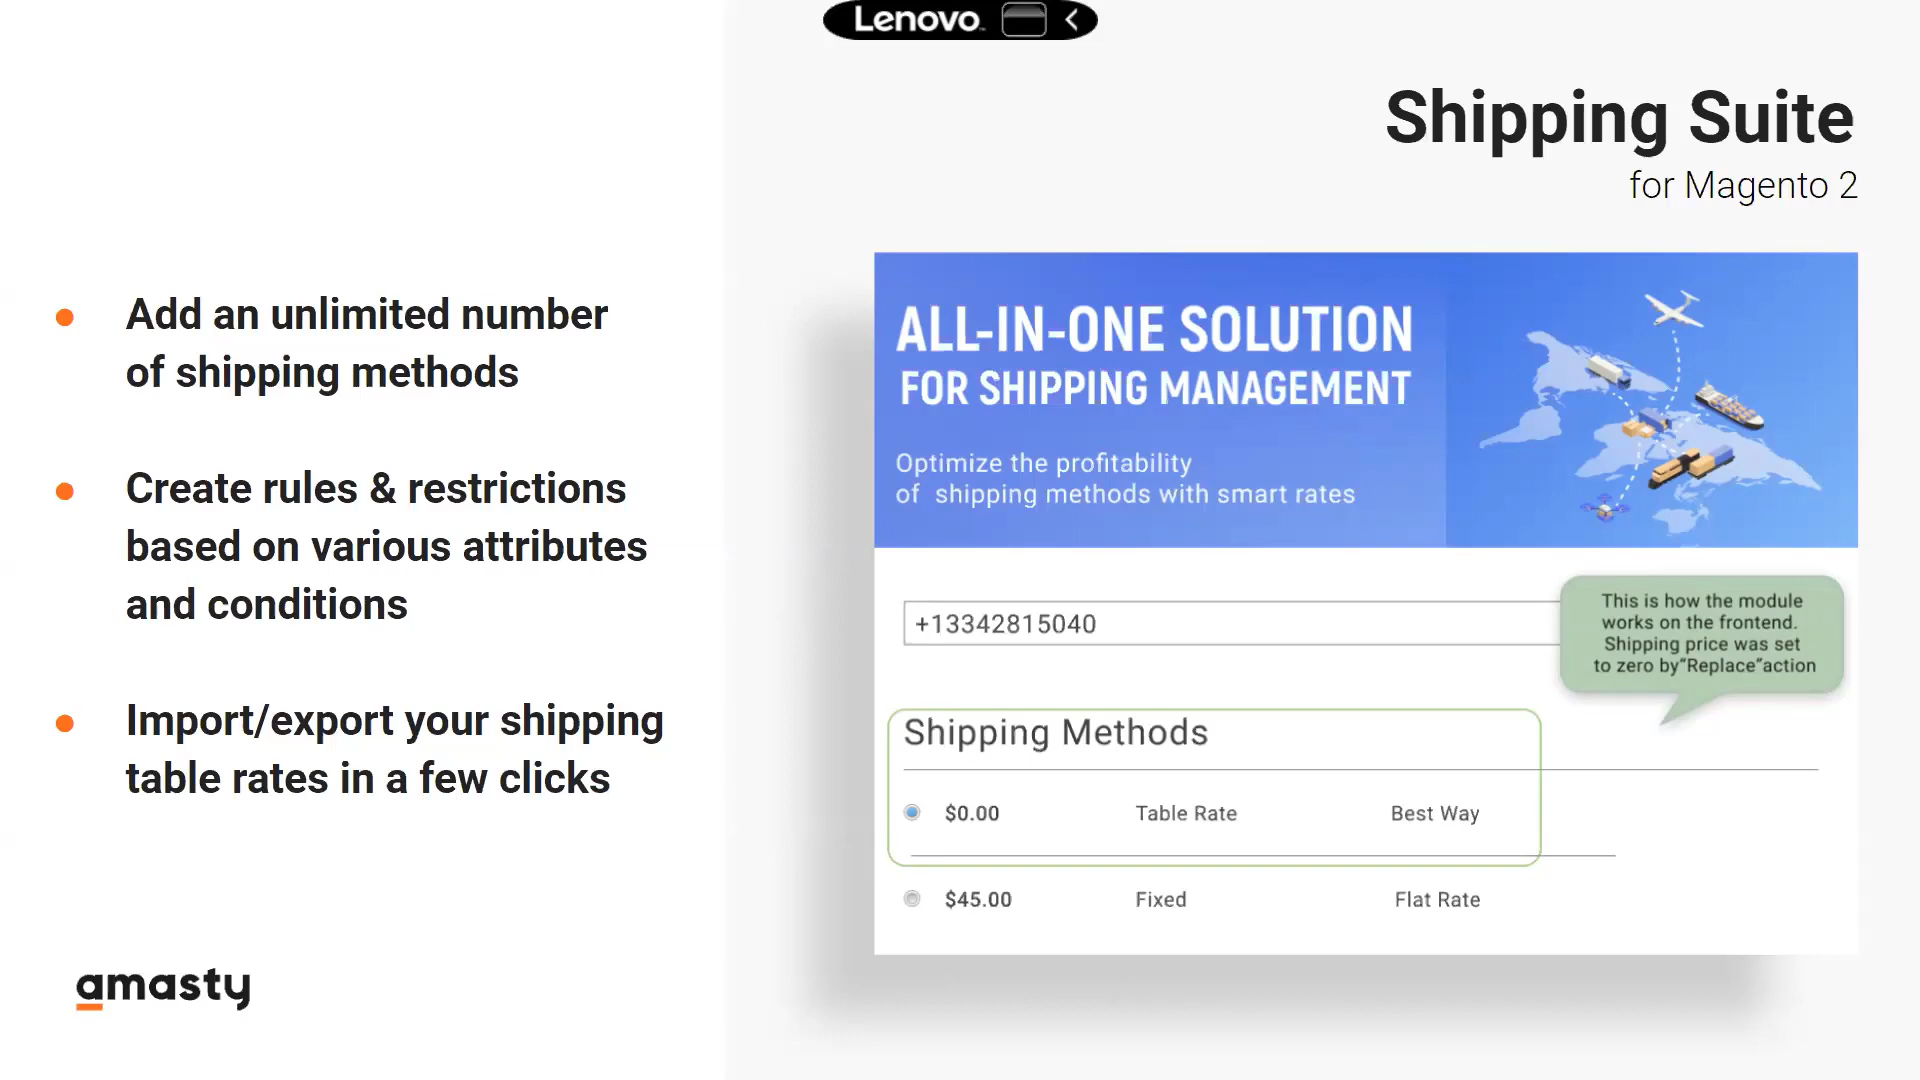 Lenovo
Shipping Suite
for Magento 2
Add an unlimited number
of shipping methods
Create rules & restrictions
based on various attributes
and conditions
Import/export your shipping
table rates in a few clicks
amasty
ALL-IN-ONE SOLUTION
FOR SHIPPING MANAGEMENT
Optimize the profitability
of shipping methods with smart rates
+13342815040
This is how the module
works on the frontend.
Shipping price was set
to zero by"Replace"action
Shipping Methods
$0.00 Table Rate Best Way
$45.00 Fixed Flat Rate